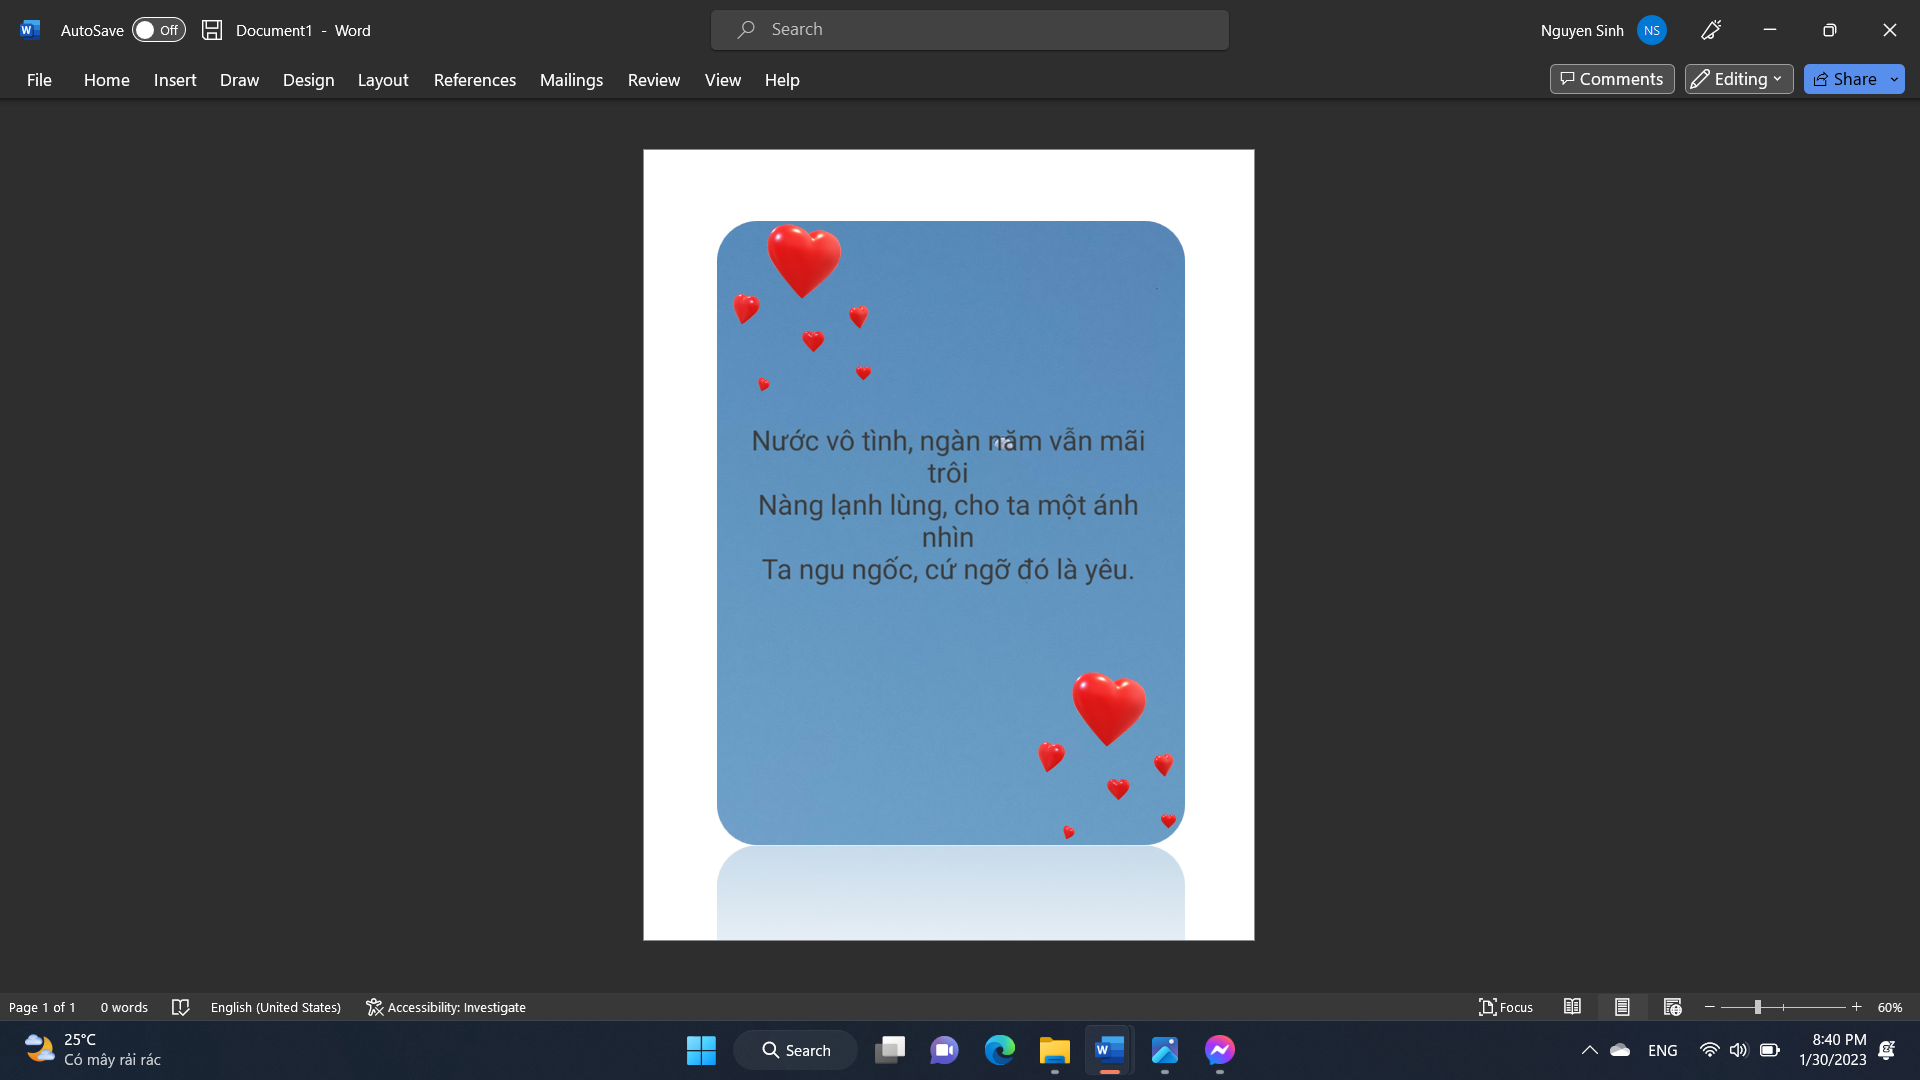 AutoSave Off Document1 - Word
Search
Nguyen Sinh NS
File Home Insert Draw Design Layout References Mailings Review View Help
Comments Editing Share
Nước vô tình, ngàn năm vẫn mãi
trôi
Nàng lạnh lùng, cho ta một ánh
nhìn
Ta ngu ngốc, cứ ngỡ đó là yêu.
Page 1 of 1 0 words English (United States) Accessibility: Investigate
Focus 60%
25°C
Có mây rải rác
Search
ENG
8:40 PM
1/30/2023